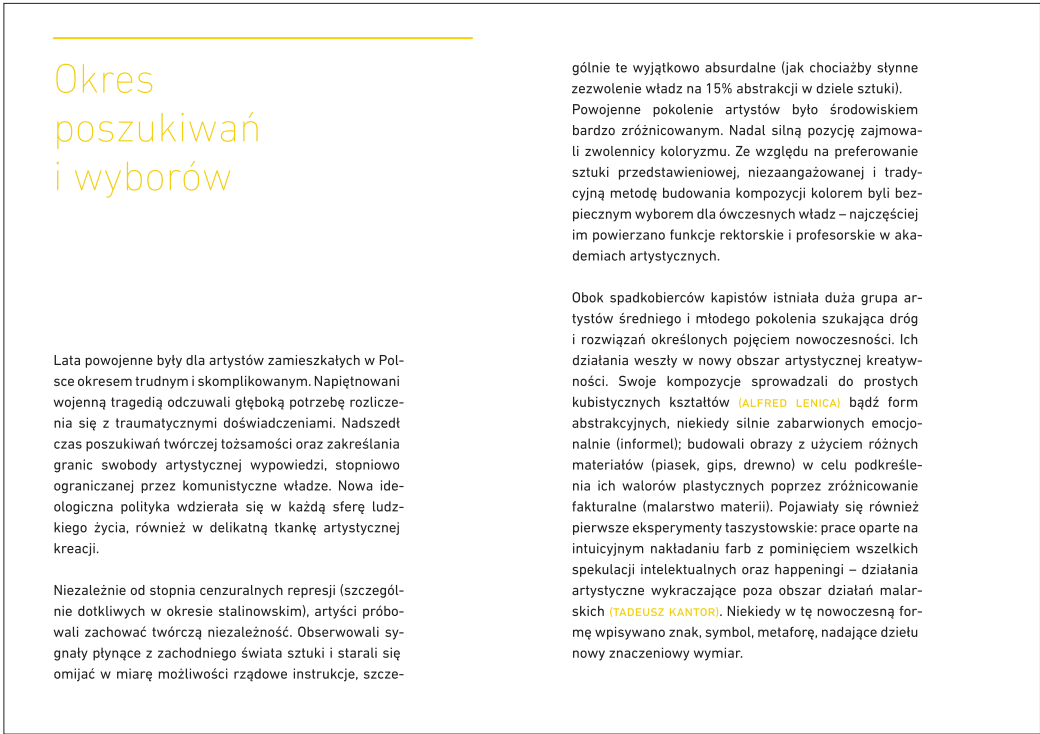 Okres
poszukiwań
i wyborów
Lata powojenne były dla artystów zamieszkałych w Pol-
sce okresem trudnym i skomplikowanym. Napiętnowani
wojenną tragedią odczuwali głęboką potrzebę rozlicze-
nia się z traumatycznymi doświadczeniami. Nadszedł
czas poszukiwań twórczej tożsamości oraz zakreślania
granic swobody artystycznej wypowiedzi, stopniowo
ograniczanej przez komunistyczne władze. Nowa ide-
ologiczna polityka wdzierała się w każdą sferę ludz-
kiego życia, również w delikatną tkankę artystycznej
kreacji.
Niezależnie od stopnia cenzuralnych represji (szczegól-
nie dotkliwych w okresie stalinowskim), artyści próbo-
wali zachować twórczą niezależność. Obserwowali sy-
gnały płynące z zachodniego świata sztuki i starali się
omijać w miarę możliwości rządowe instrukcje, szcze-
gólnie te wyjątkowo absurdalne (jak chociażby słynne
zezwolenie władz na 15% abstrakcji w dziele sztuki).
Powojenne pokolenie artystów było środowiskiem
bardzo zróżnicowanym. Nadal silną pozycję zajmowa-
li zwolennicy koloryzmu. Ze względu na preferowanie
sztuki przedstawieniowej, niezaangażowanej i trady-
cyjną metodę budowania kompozycji kolorem byli bez-
piecznym wyborem dla ówczesnych władz – najczęściej
im powierzano funkcje rektorskie i profesorskie w aka-
demiach artystycznych.
Obok spadkobierców kapistów istniała duża grupa ar-
tystów średniego i młodego pokolenia szukająca dróg
i rozwiązań określonych pojęciem nowoczesności. Ich
działania weszły w nowy obszar artystycznej kreatyw-
ności. Swoje kompozycje sprowadzali do prostych
kubistycznych kształtów (ALFRED LENICA) bądź form
abstrakcyjnych, niekiedy silnie zabarwionych emocjo-
nalnie (informel); budowali obrazy z użyciem różnych
materiałów (piasek, gips, drewno) w celu podkreśle-
nia ich walorów plastycznych poprzez zróżnicowanie
fakturalne (malarstwo materii). Pojawiały się również
pierwsze eksperymenty taszystowskie: prace oparte na
intuicyjnym nakładaniu farb z pominięciem wszelkich
spekulacji intelektualnych oraz happeningi – działania
artystyczne wykraczające poza obszar działań malar-
skich (TADEUSZ KANTOR). Niekiedy w tę nowoczesną for-
mę wpisywano znak, symbol, metaforę, nadające dziełu
nowy znaczeniowy wymiar.